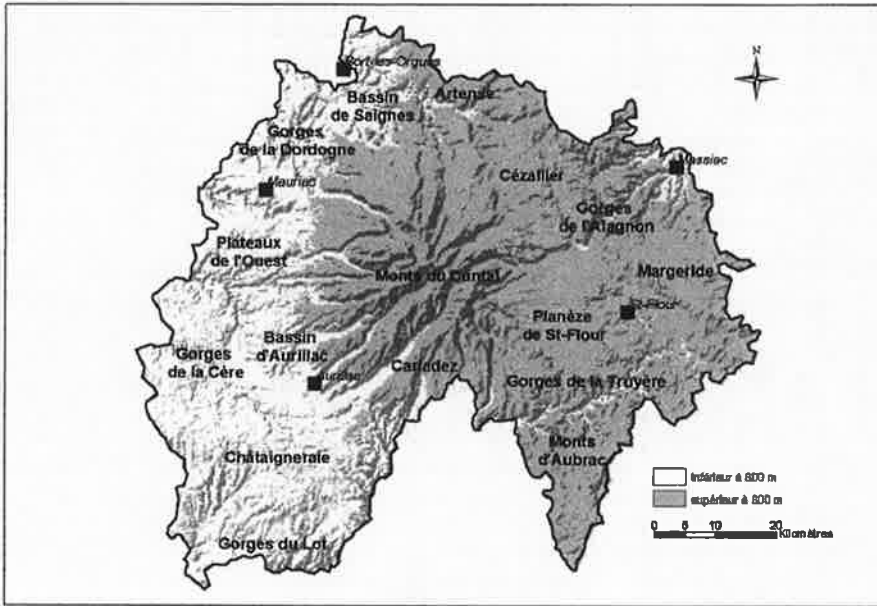 N
Bort-les-Orgues
Artense
Bassin
de Saignes
Gorges
de la Dordogne
Massiac
Cézallier
Mauriac
Gorges
de l'Alagnon
Plateaux
de l'Ouest
Monts du Cantal
Margeride
St-Flour
Planèze
de St-Flour
Bassin
d'Aurillac
Gorges
de la Cère
Carladez
Aurillac
Gorges de la Truyère
Monts
d'Aubrac
Châtaigneraie
inférieur à 800 m
supérieur à 800 m
0 5 10 20
Kilomètres
Gorges du Lot